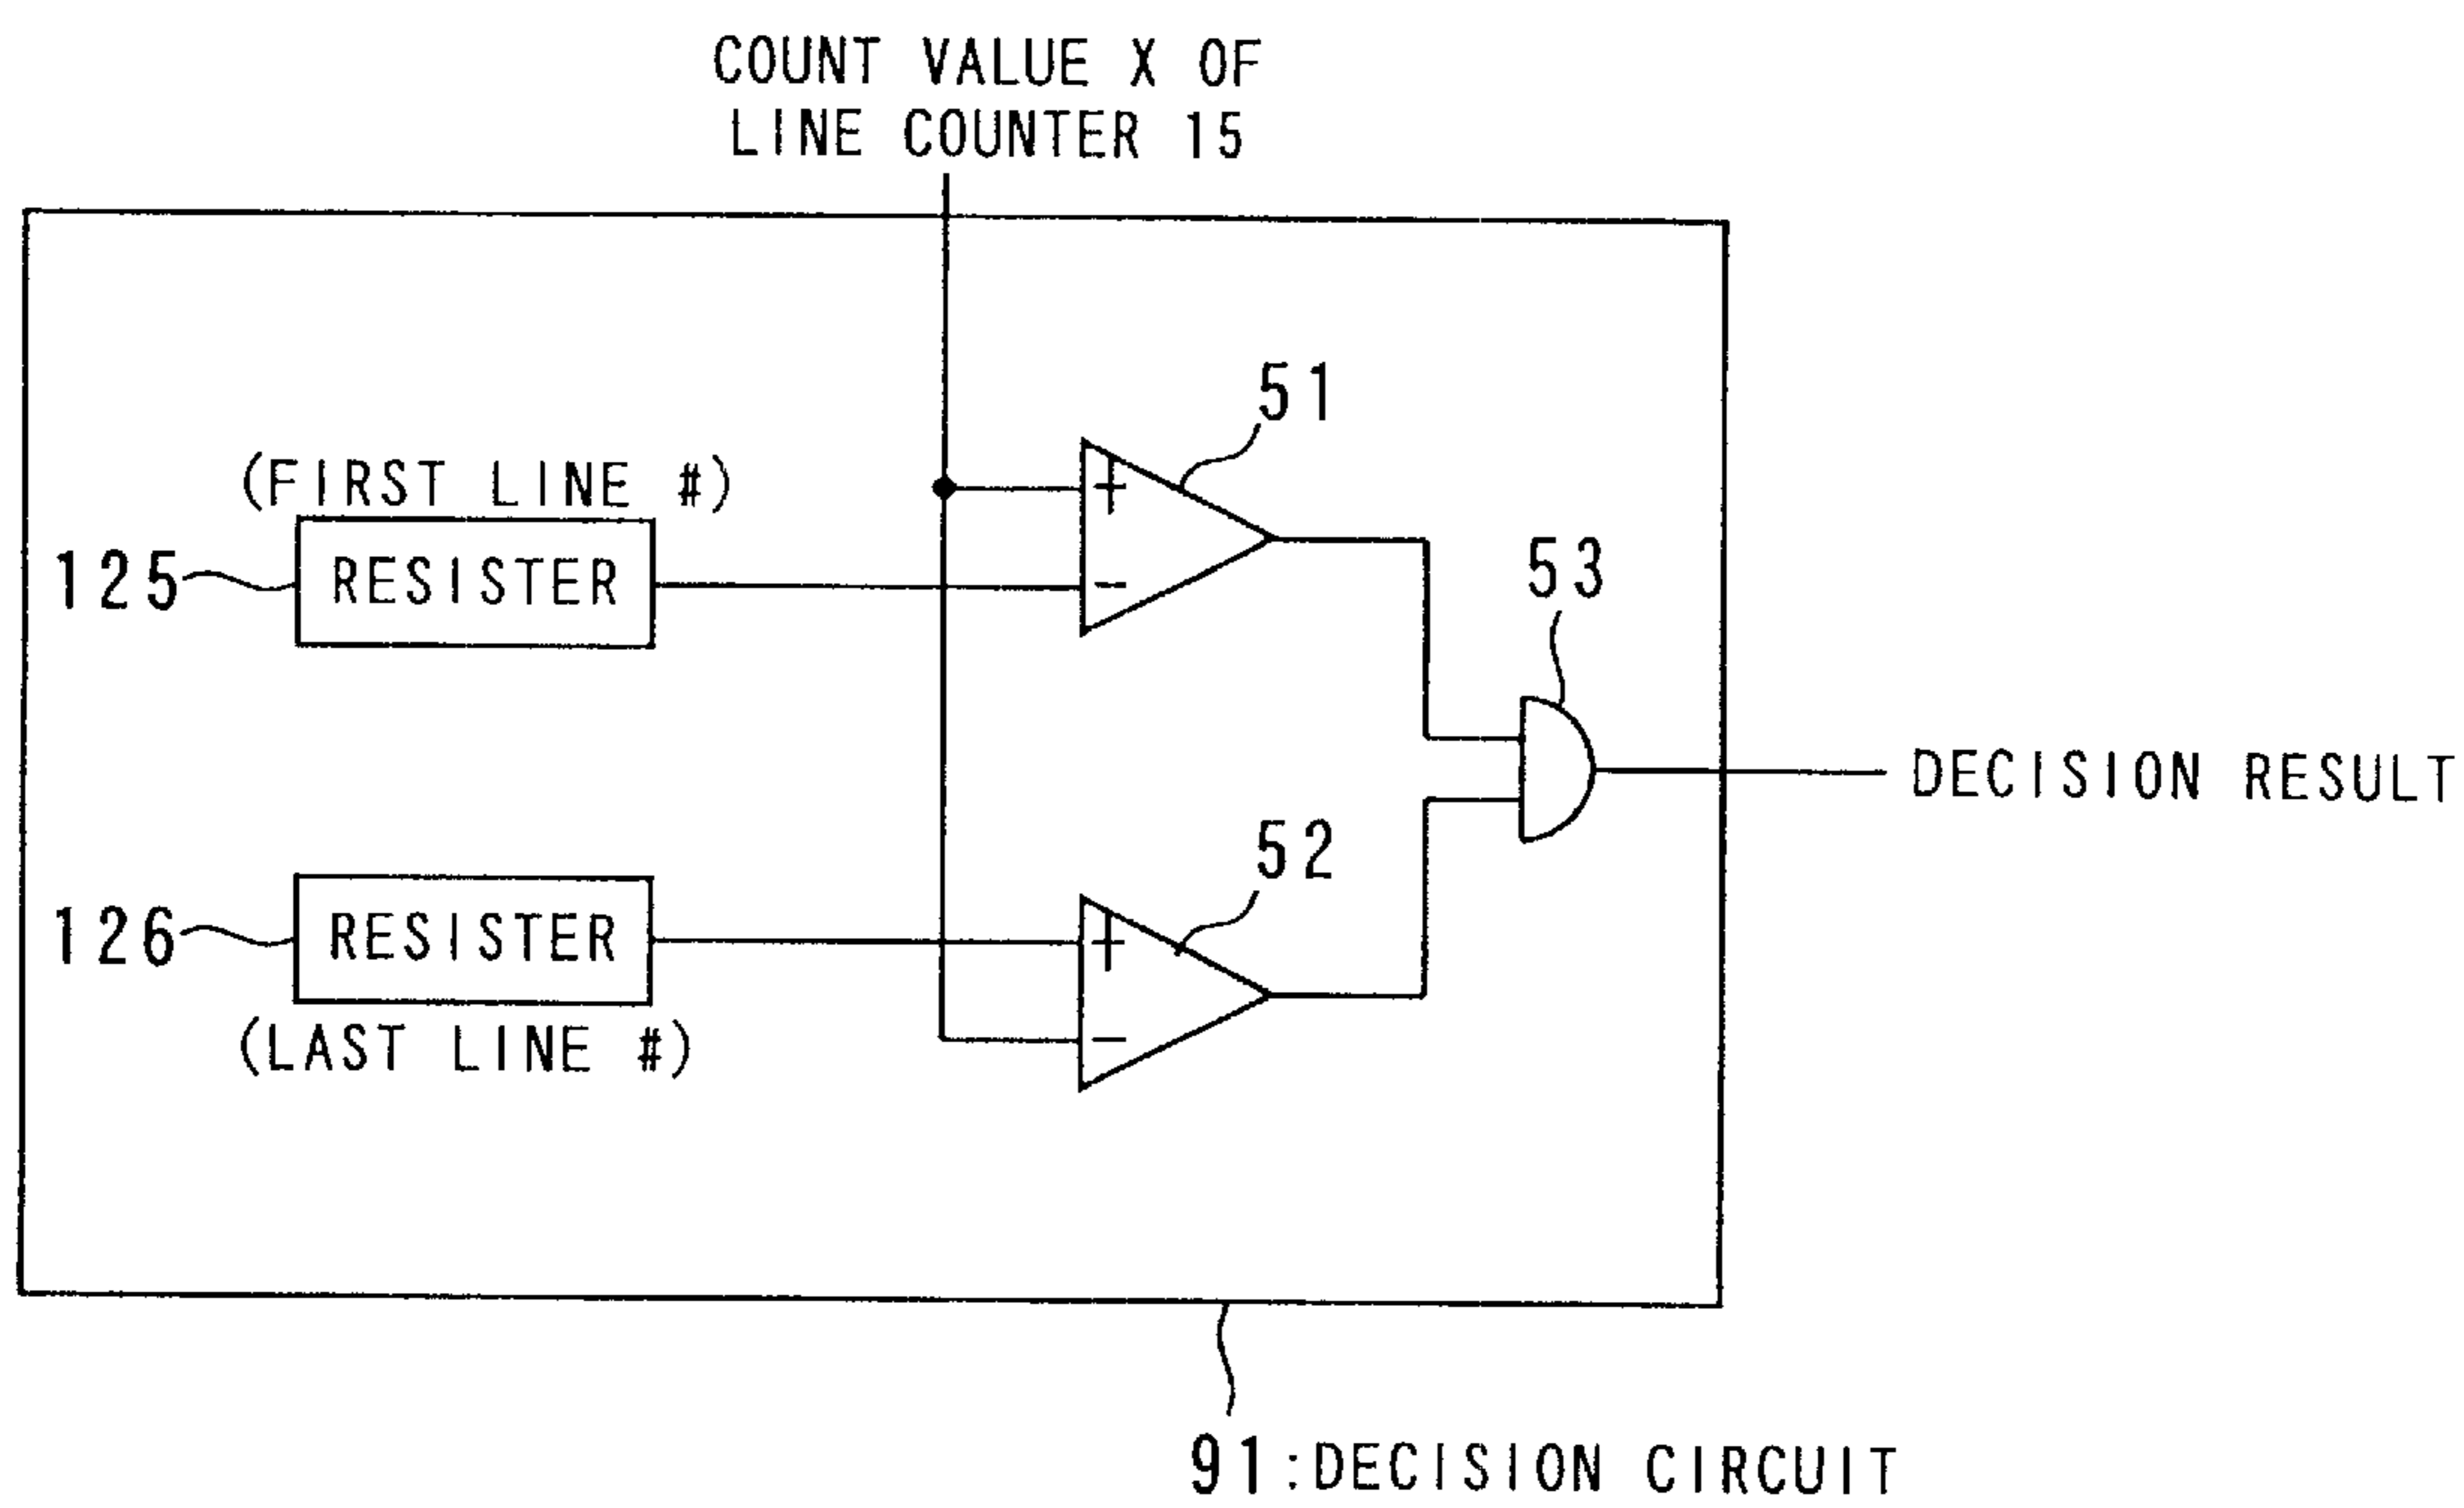 COUNT VALUE X OF
LINE COUNTER 15
51
(FIRST LINE #)
125
RESISTER
53
+
-
DECISION RESULT
52
126
RESISTER
+
-
(LAST LINE #)
91:DECISION CIRCUIT